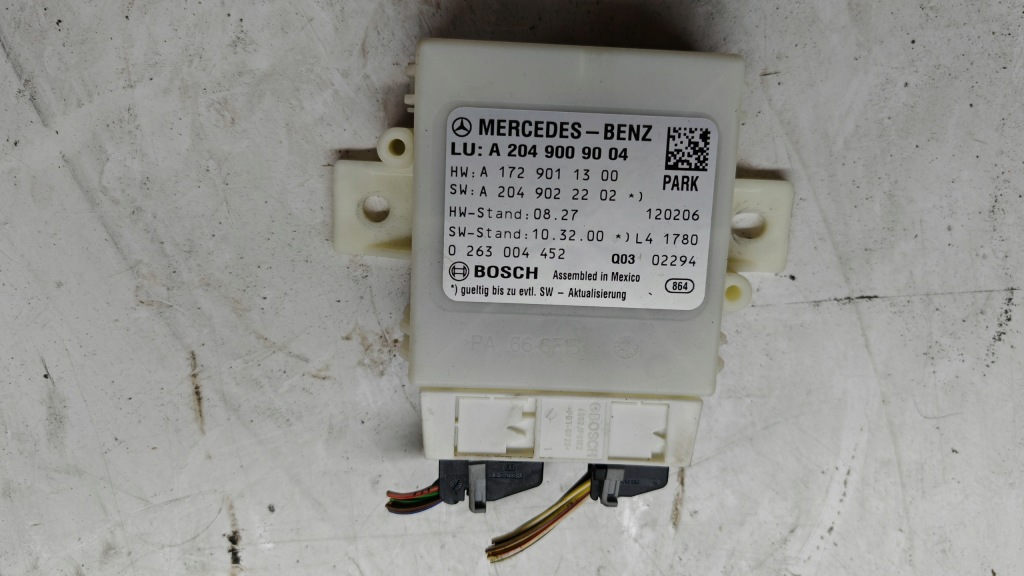 MERCEDES-BENZ
LU: A 204 900 90 04
PARK
HW: A 172 901 13 00
SW: A 204 902 22 02 *)
HW-Stand: 08.27 120206
SW-Stand: 10.32.00 *) L4 1780
0 263 004 452 Q03 02294
BOSCH Assembled in Mexico
*) gueltig bis zu evtl. SW - Aktualisierung 864
BOSCH